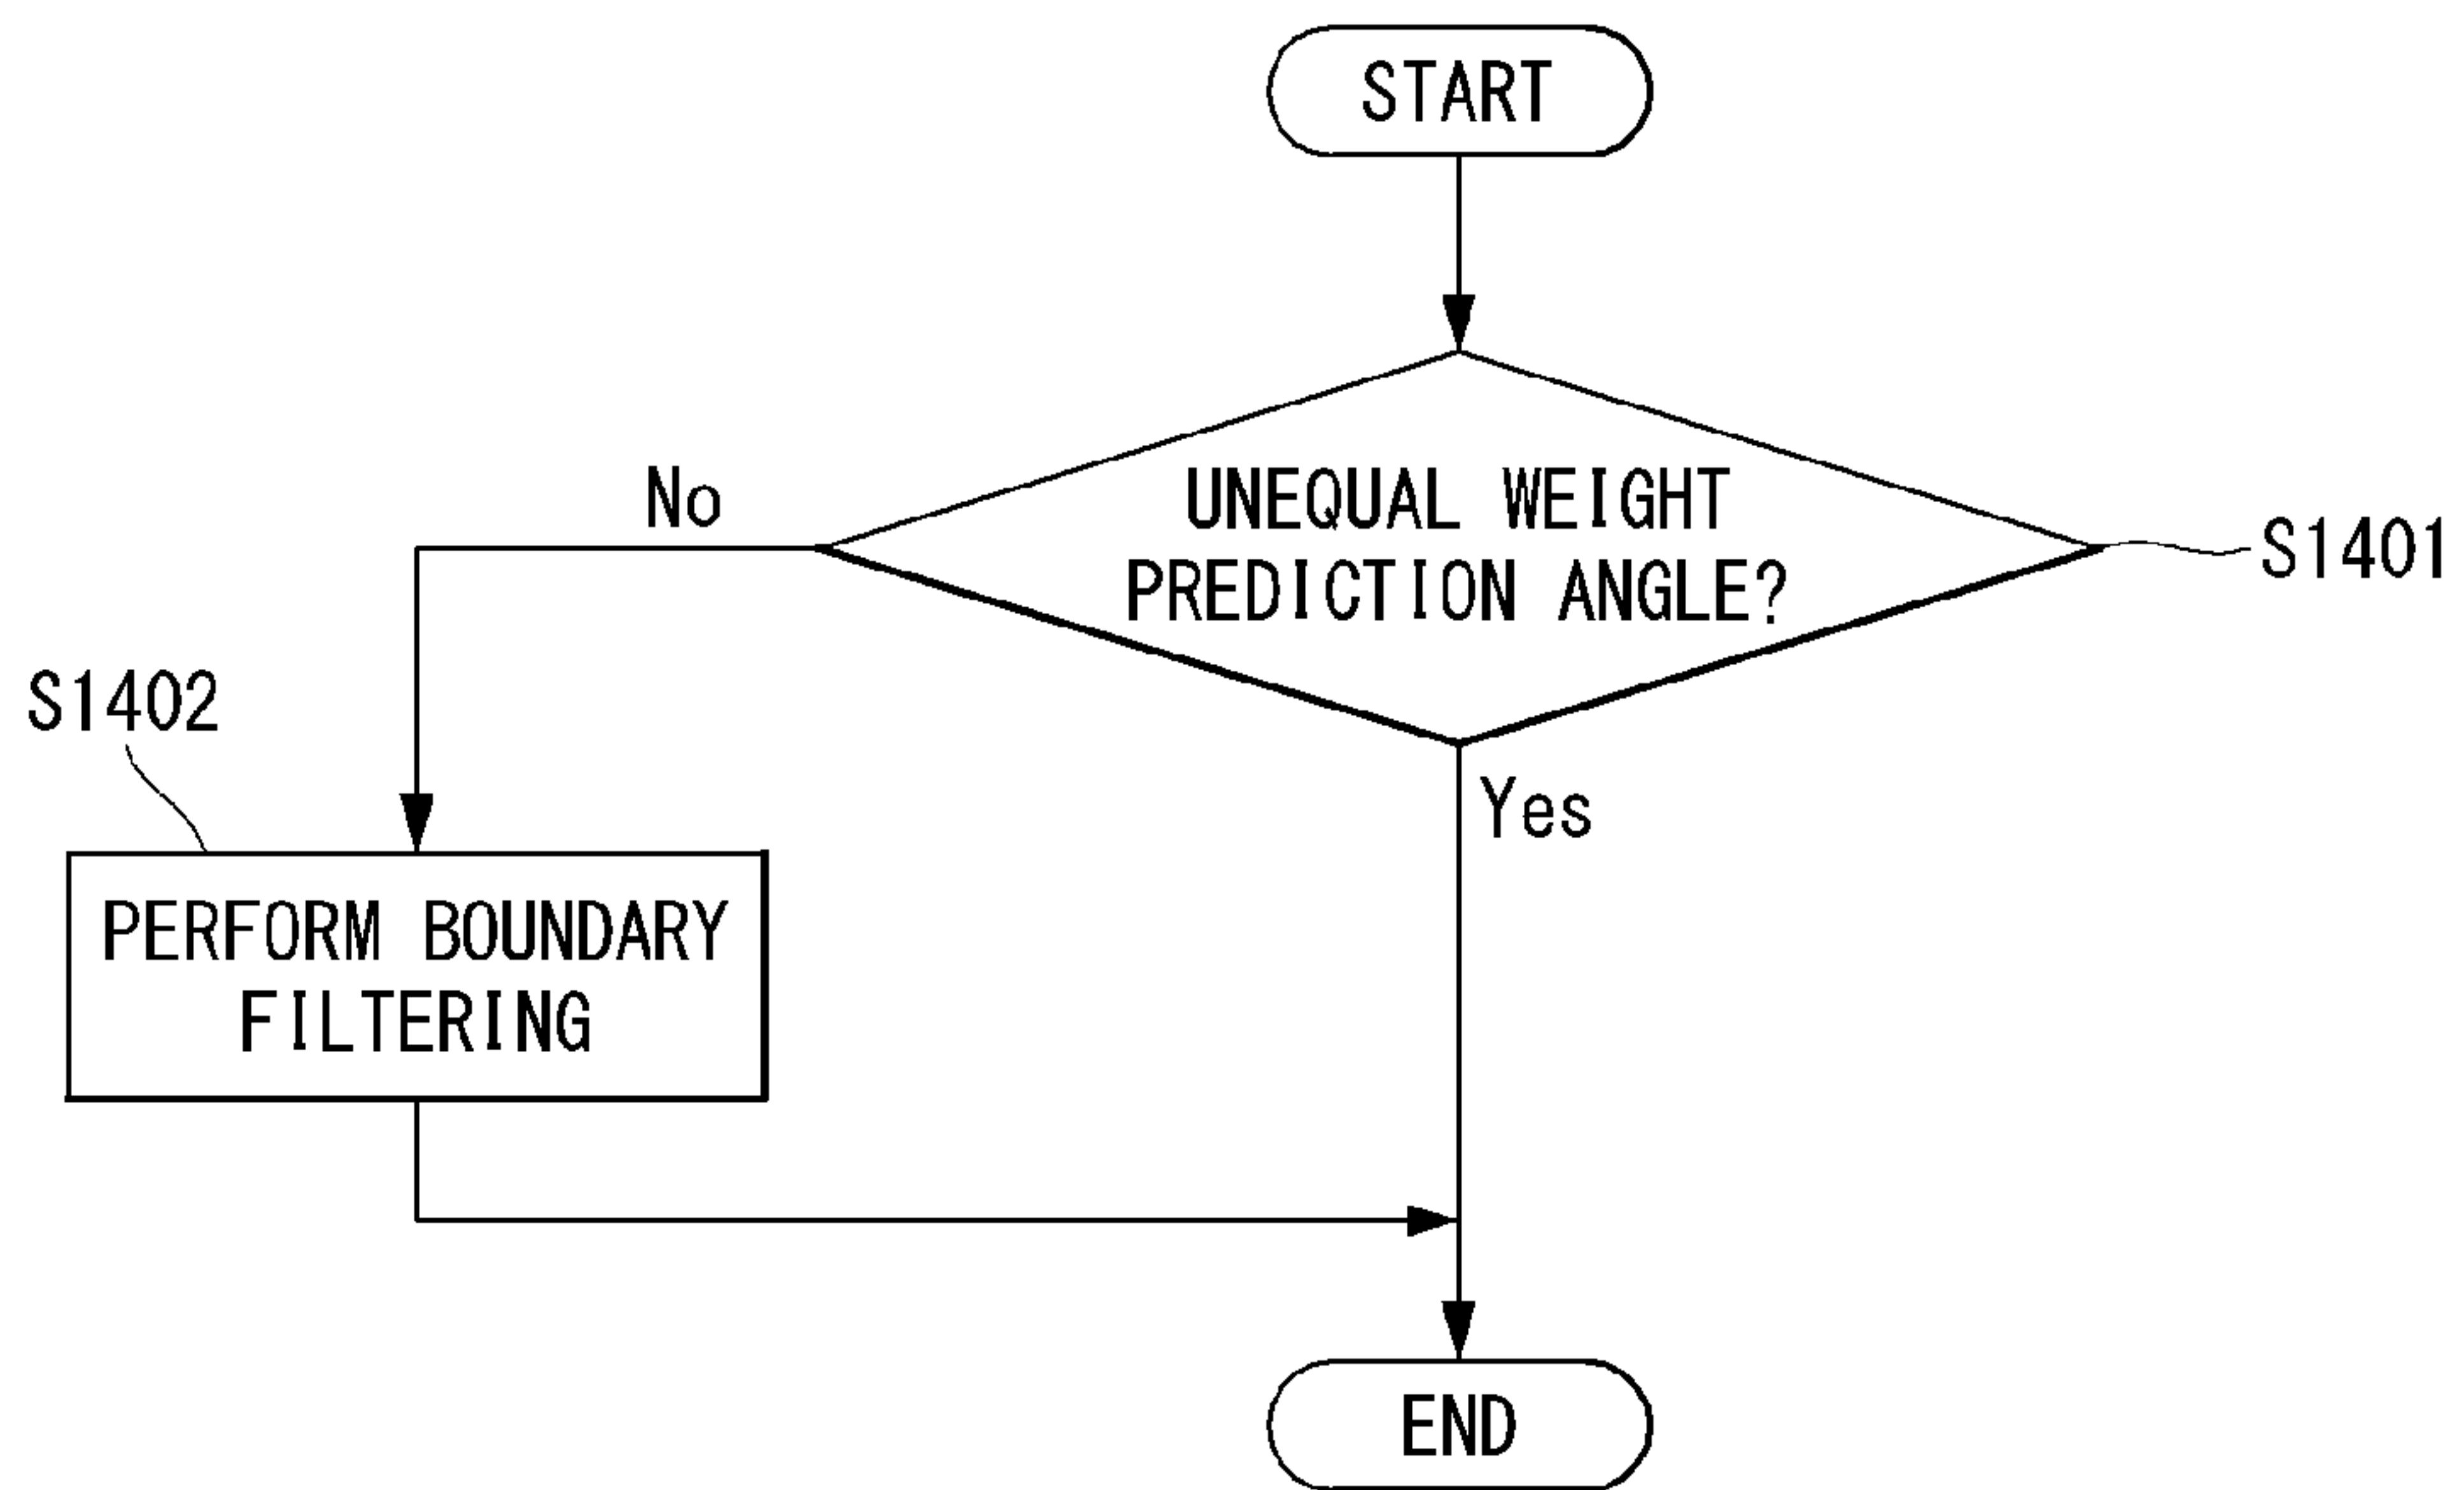 START
UNEQUAL WEIGHT
PREDICTION ANGLE?
No
S1401
S1402
Yes
PERFORM BOUNDARY
FILTERING
END